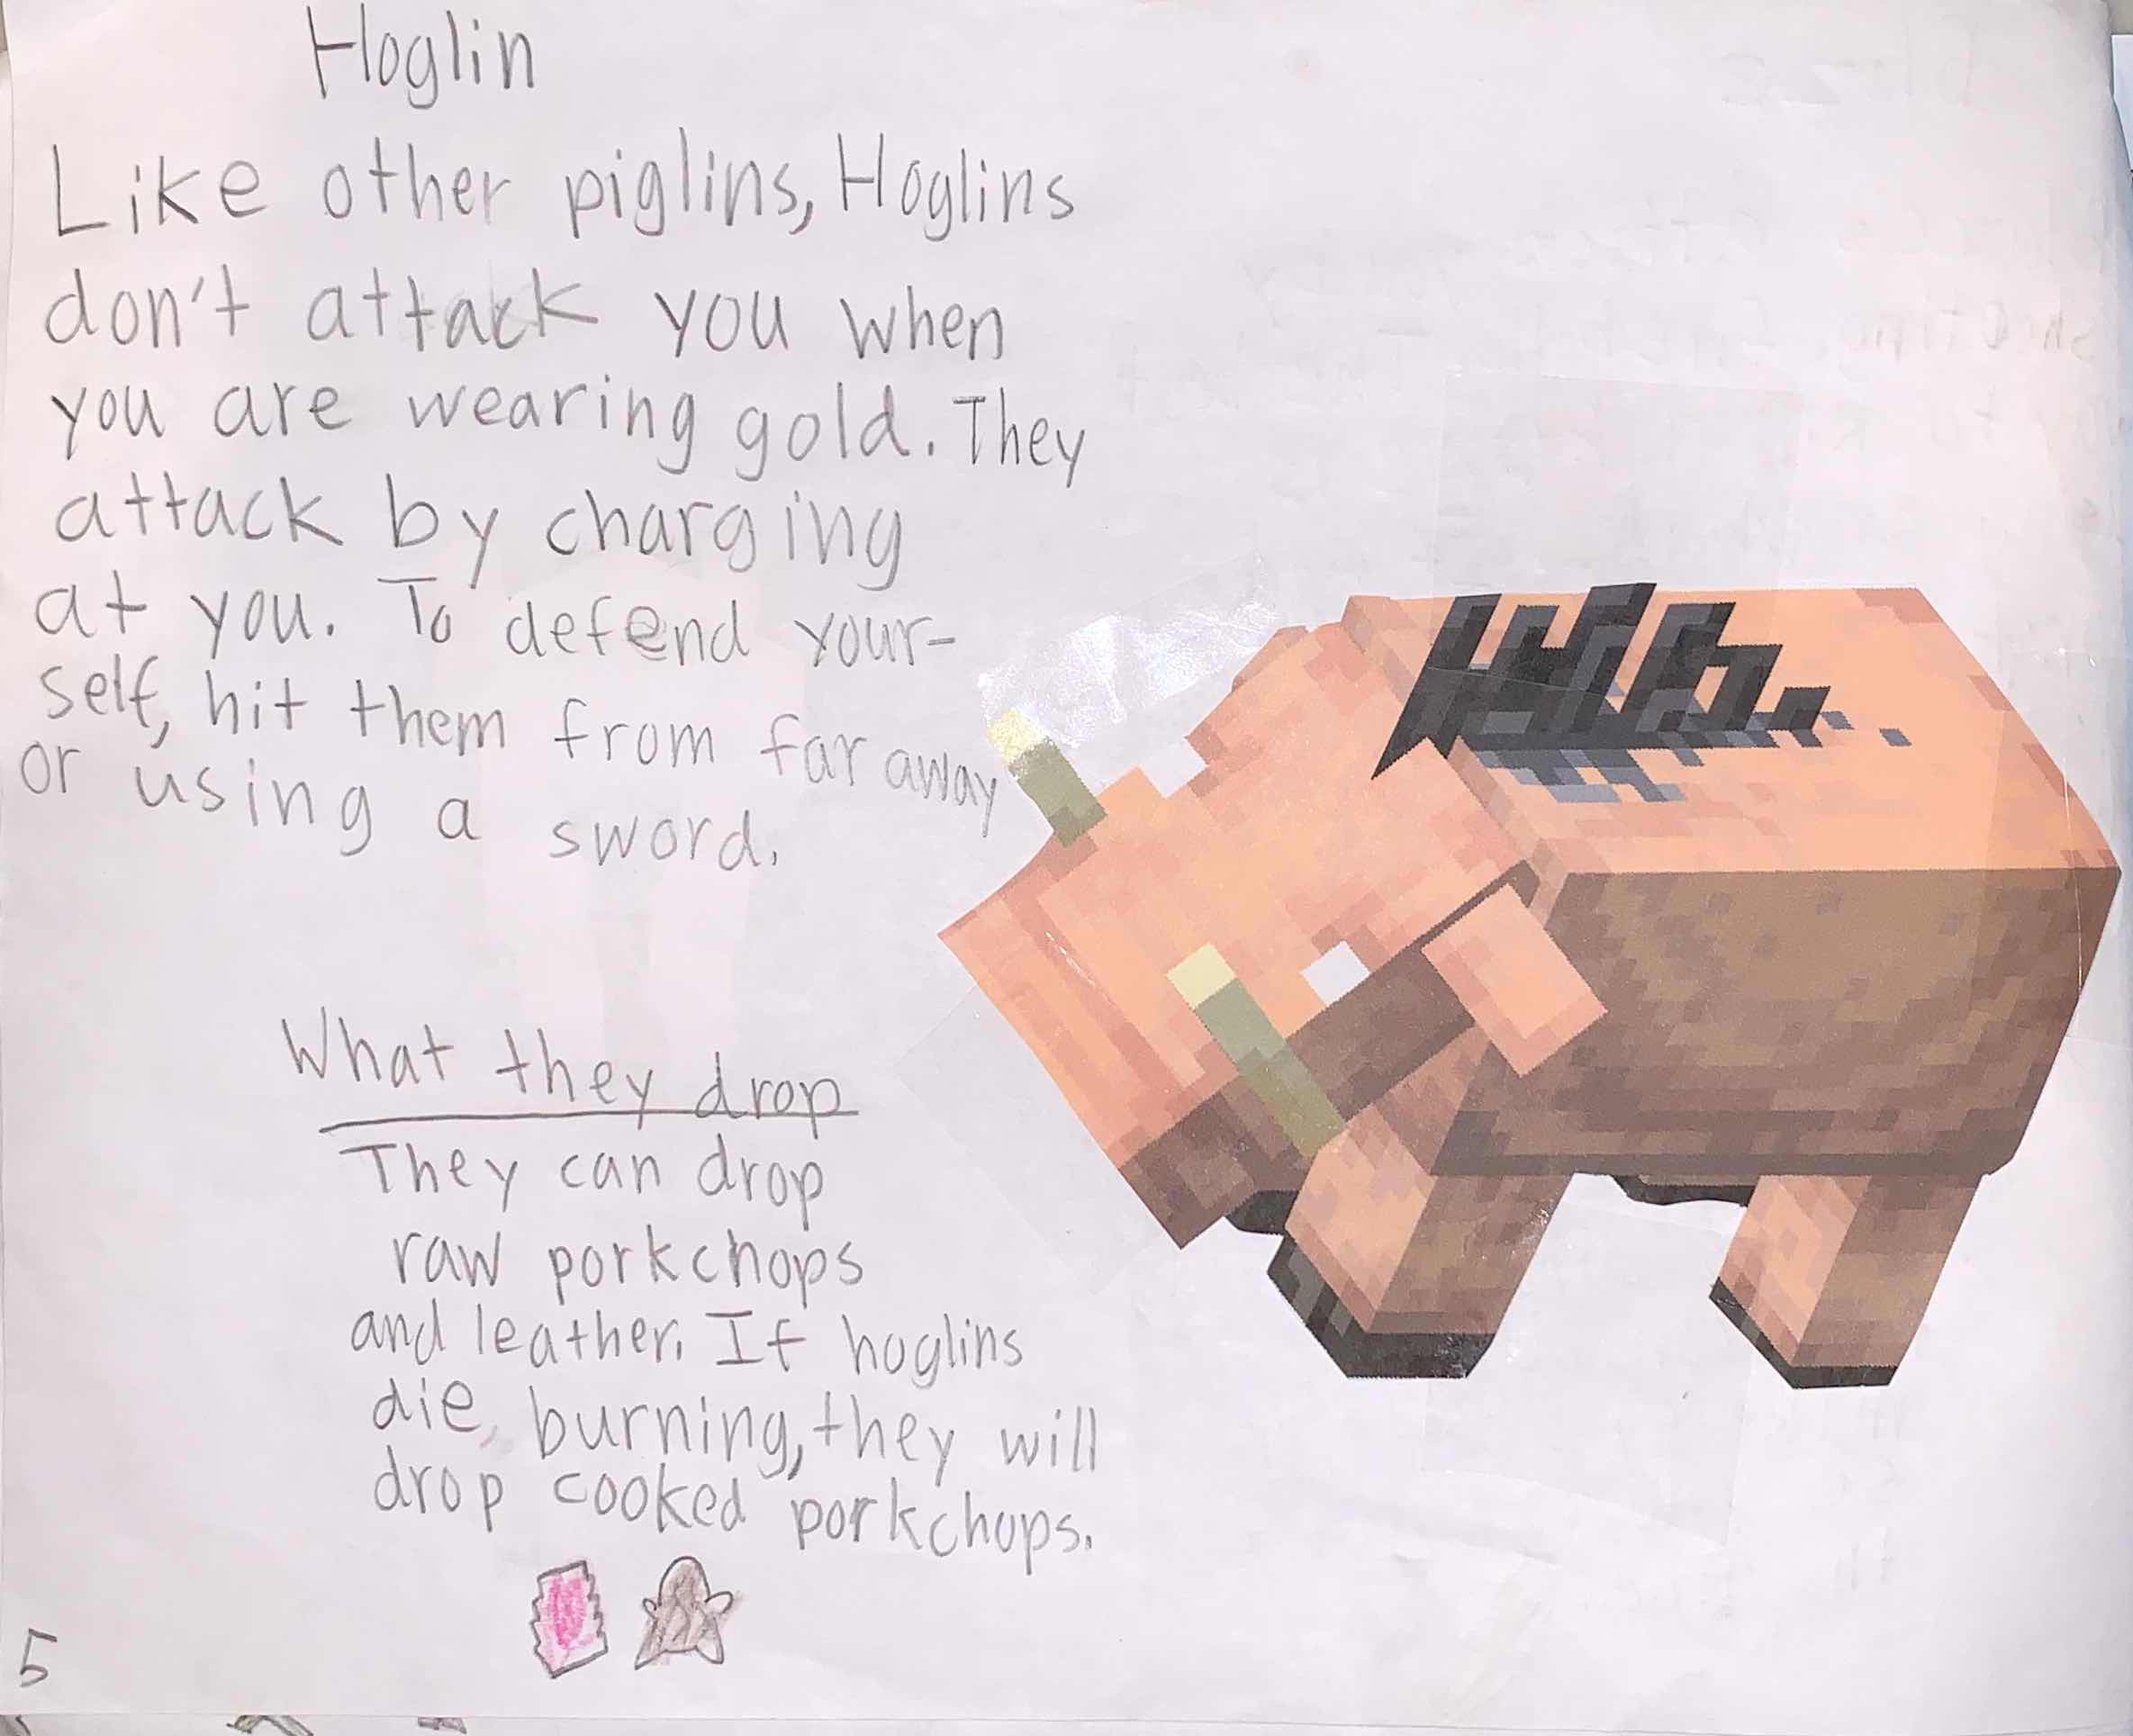 Hoglin
Like other piglins, Hoglins
don't attack you when
you are wearing gold. They
attack by charging
at you. To defend your-
self, hit them from far away
or using a sword.
What they drop
They can drop
raw porkchops
and leather. If hoglins
die, burning, they will
drop cooked porkchops.
5